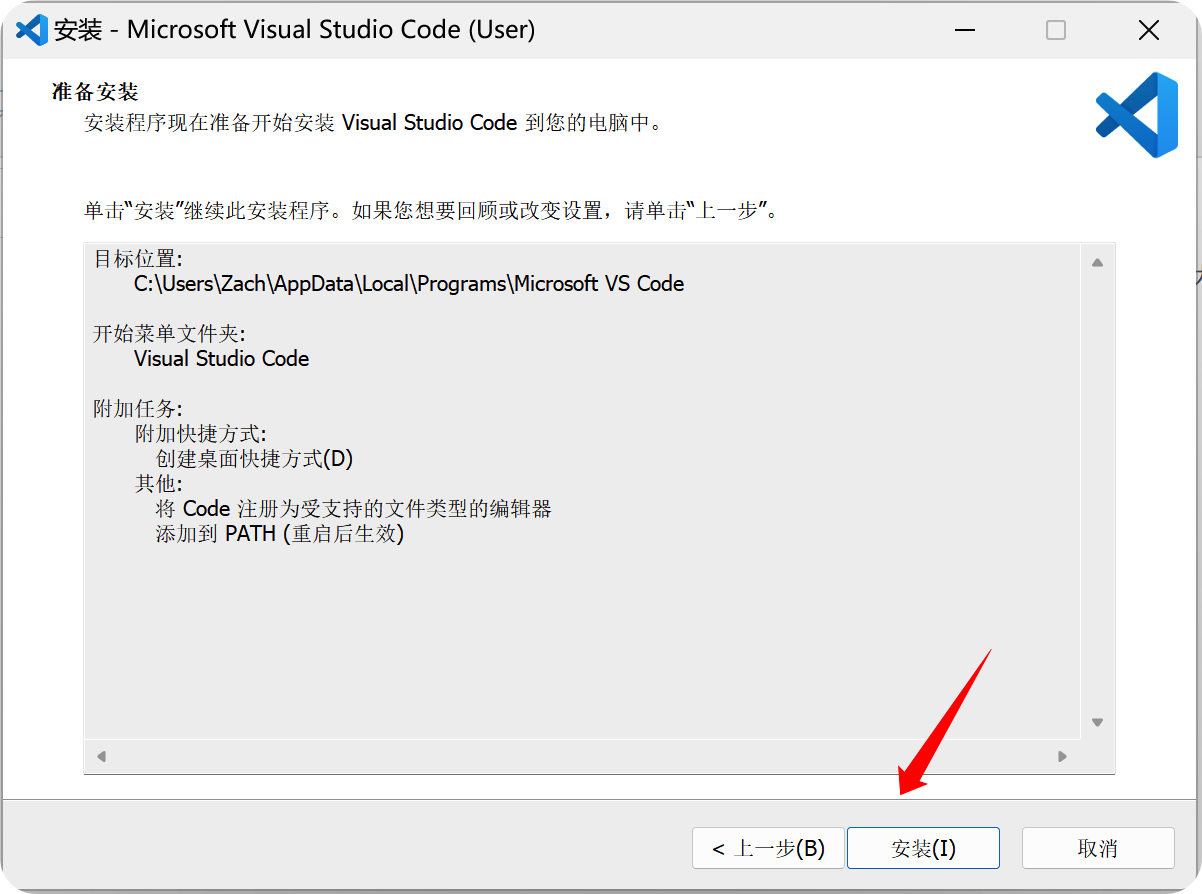 安装 - Microsoft Visual Studio Code (User)
准备安装
安装程序现在准备开始安装 Visual Studio Code 到您的电脑中。
单击“安装”继续此安装程序。如果您想要回顾或改变设置，请单击“上一步”。
目标位置:
C:\Users\Zach\AppData\Local\Programs\Microsoft VS Code
开始菜单文件夹:
Visual Studio Code
附加任务:
附加快捷方式:
创建桌面快捷方式(D)
其他:
将 Code 注册为受支持的文件类型的编辑器
添加到 PATH (重启后生效)
< 上一步(B) 安装(I) 取消